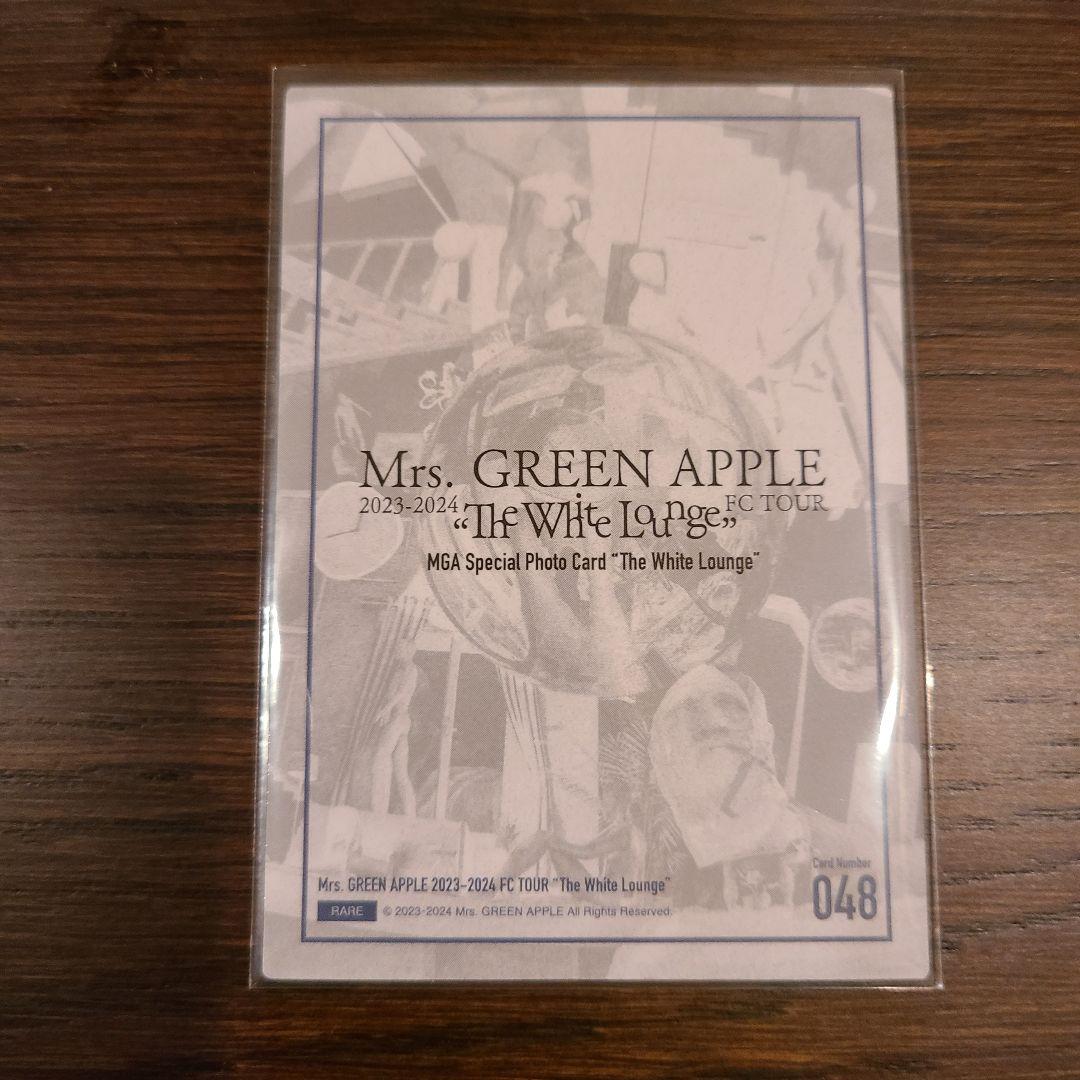 Mrs. GREEN APPLE
2023-2024 “The White Lounge” FC TOUR
MGA Special Photo Card “The White Lounge”
Card Number
048
Mrs. GREEN APPLE 2023-2024 FC TOUR “The White Lounge”
RARE © 2023-2024 Mrs. GREEN APPLE All Rights Reserved.